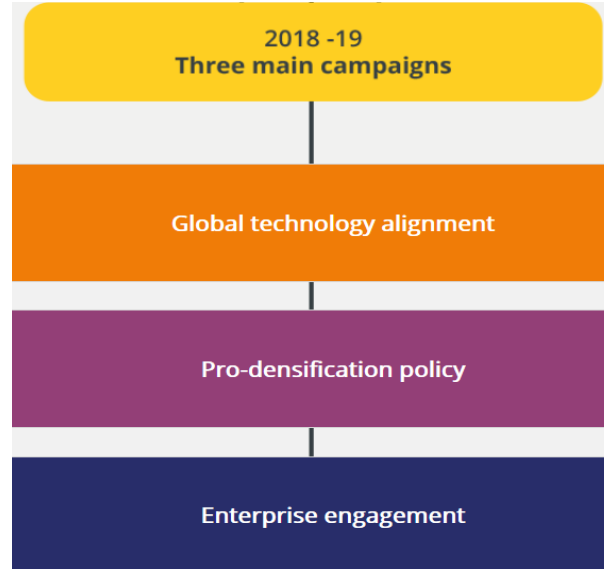 2018 -19
Three main campaigns
Global technology alignment
Pro-densification policy
Enterprise engagement